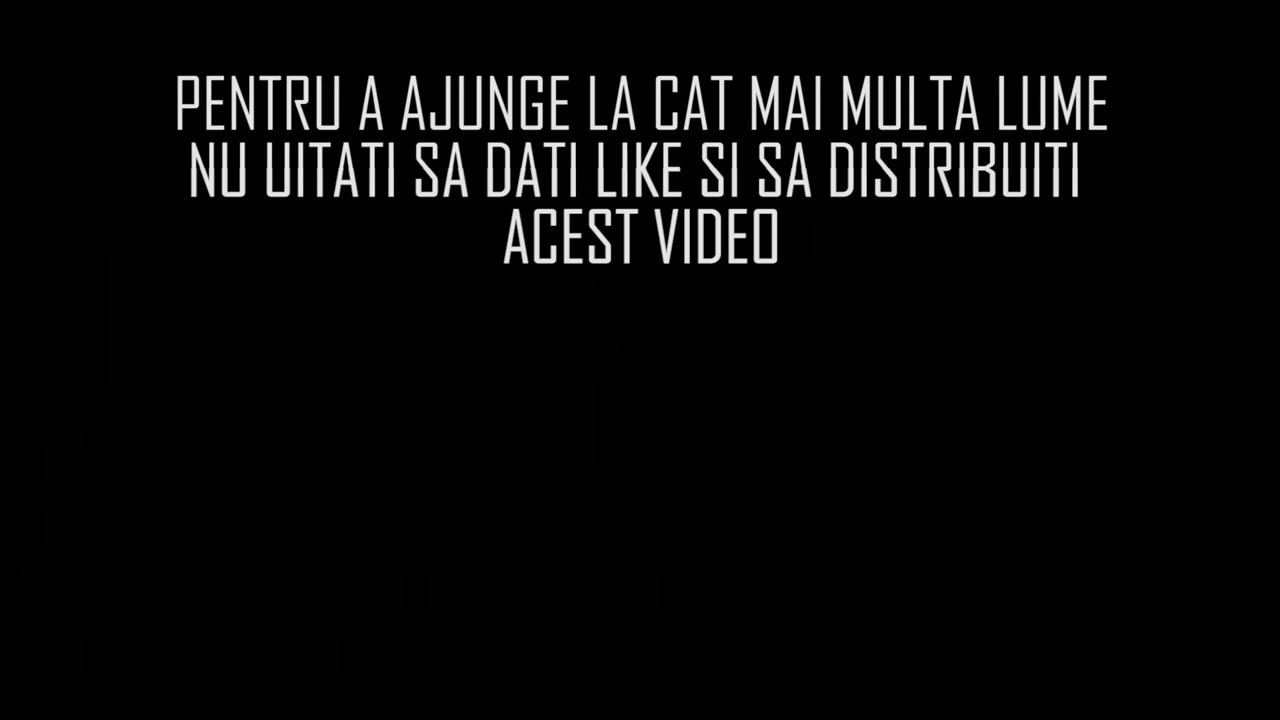 PENTRU A AJUNGE LA CAT MAI MULTA LUME
NU UITATI SA DATI LIKE SI SA DISTRIBUITI
ACEST VIDEO